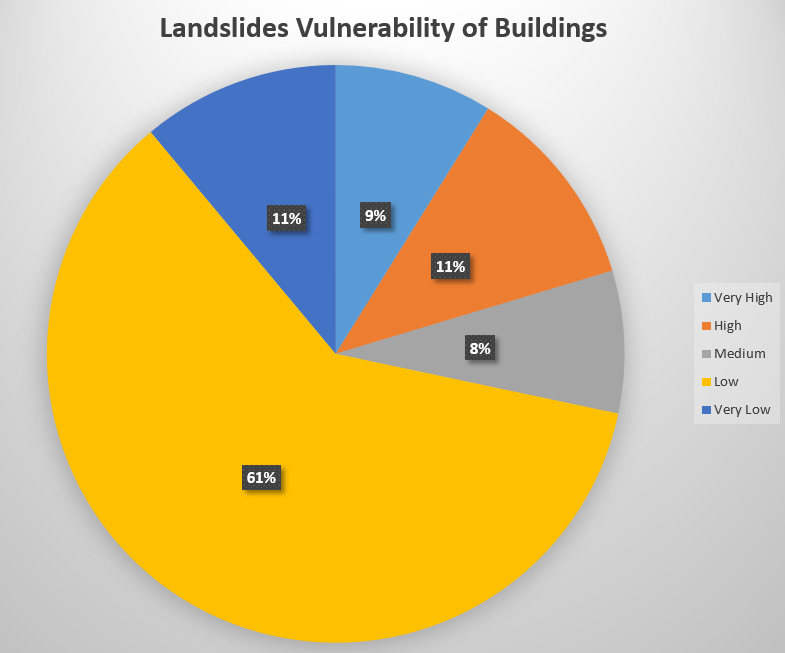 Landslides Vulnerability of Buildings
11%
9%
11%
8%
61%
Very High
High
Medium
Low
Very Low